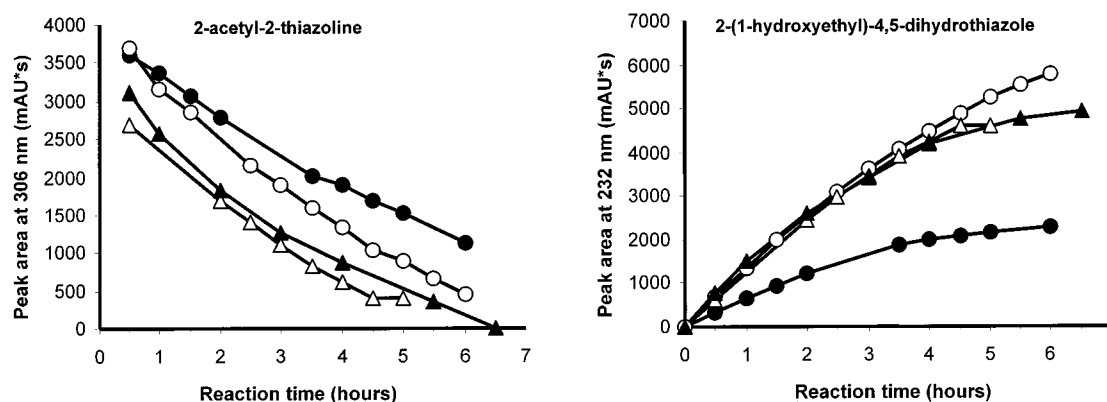 2-acetyl-2-thiazoline
Peak area at 306 nm (mAU*s)
4000
3500
3000
2500
2000
1500
1000
500
0
0 1 2 3 4 5 6 7
Reaction time (hours)
2-(1-hydroxyethyl)-4,5-dihydrothiazole
Peak area at 232 nm (mAU*s)
7000
6000
5000
4000
3000
2000
1000
0
0 1 2 3 4 5 6
Reaction time (hours)